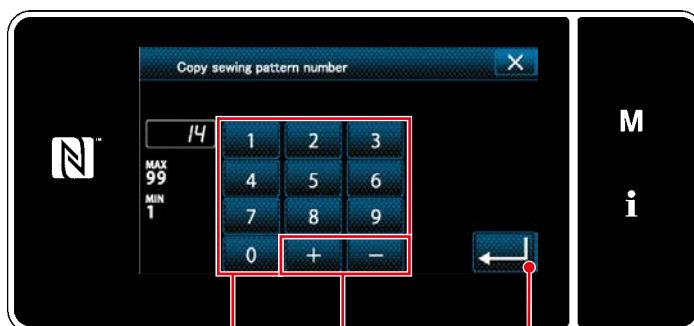 Copy sewing pattern number
14
1 2 3
MAX
99
4 5 6
MIN
1
7 8 9
0 + −
M
i
N™